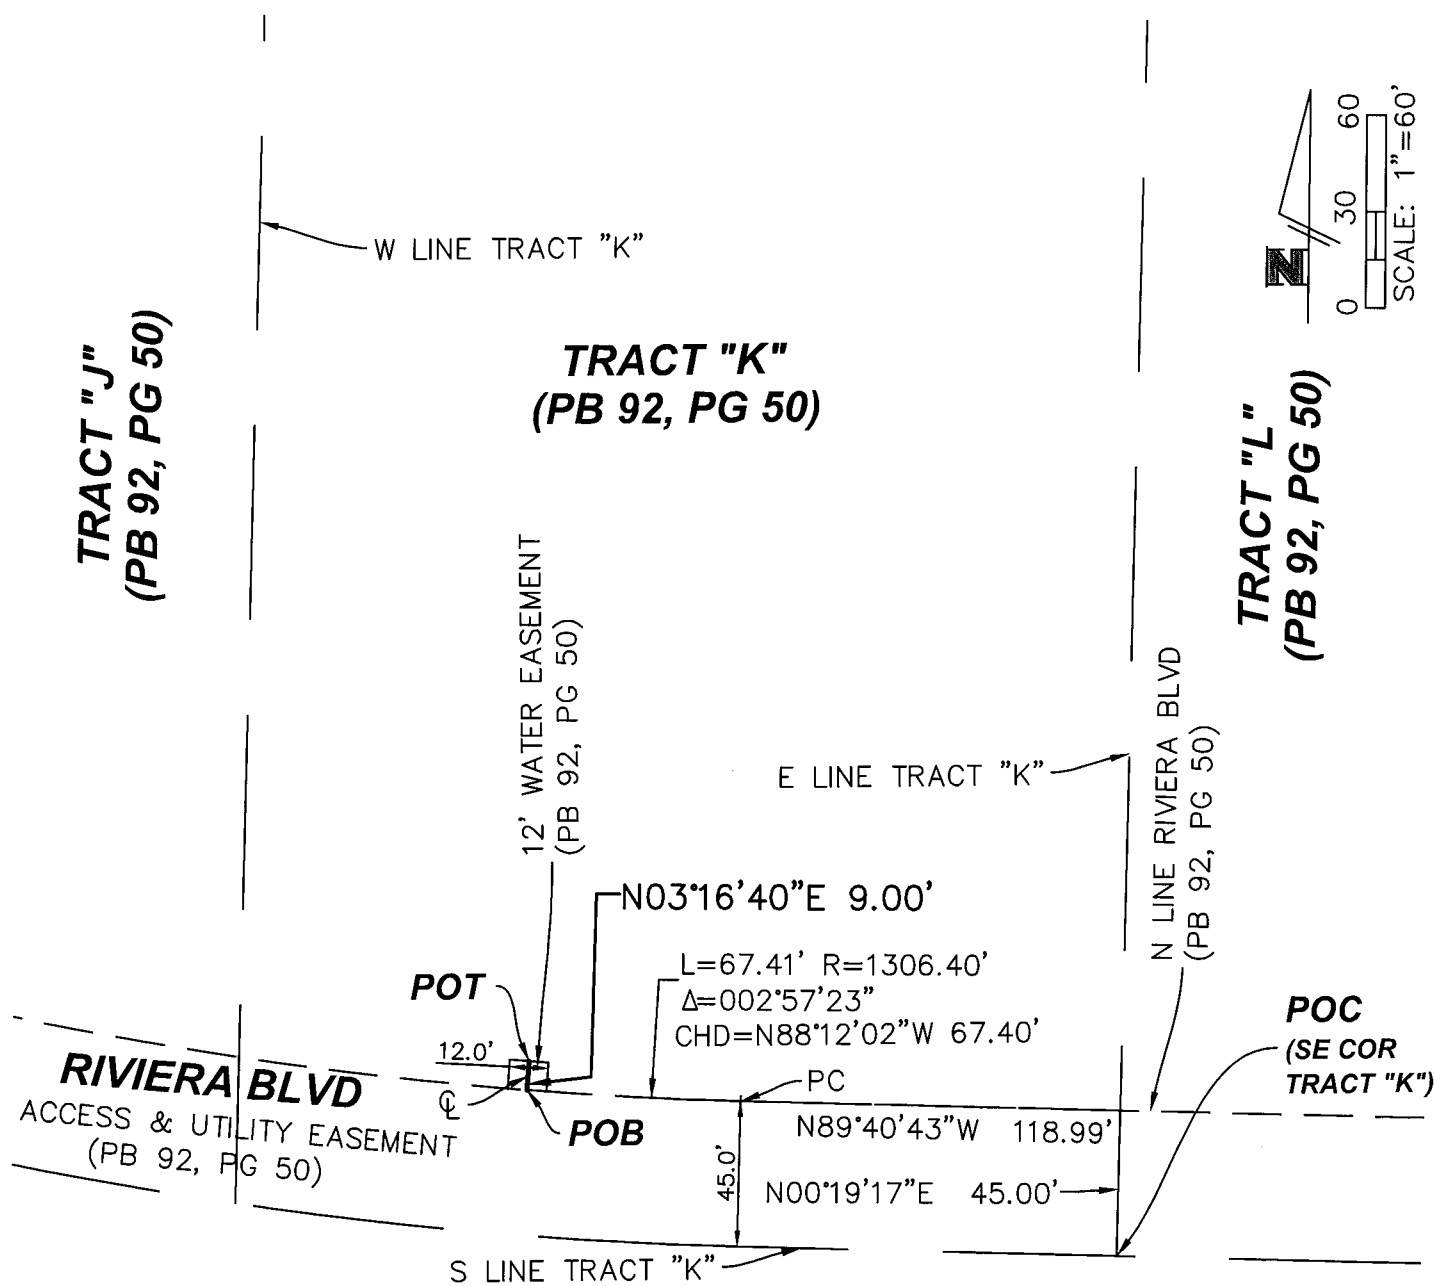 W LINE TRACT "K"
60
30
0
SCALE: 1"=60'
N
TRACT "J"
(PB 92, PG 50)
TRACT "K"
(PB 92, PG 50)
TRACT "L"
(PB 92, PG 50)
12' WATER EASEMENT
(PB 92, PG 50)
E LINE TRACT "K"
N LINE RIVIERA BLVD
(PB 92, PG 50)
N03°16'40"E 9.00'
L=67.41' R=1306.40'
Δ=002°57'23"
CHD=N88°12'02"W 67.40'
POT
12.0'
POC
(SE COR
TRACT "K")
RIVIERA BLVD
ACCESS & UTILITY EASEMENT
(PB 92, PG 50)
℄
PC
POB
N89°40'43"W 118.99'
45.0'
N00°19'17"E 45.00'
S LINE TRACT "K"